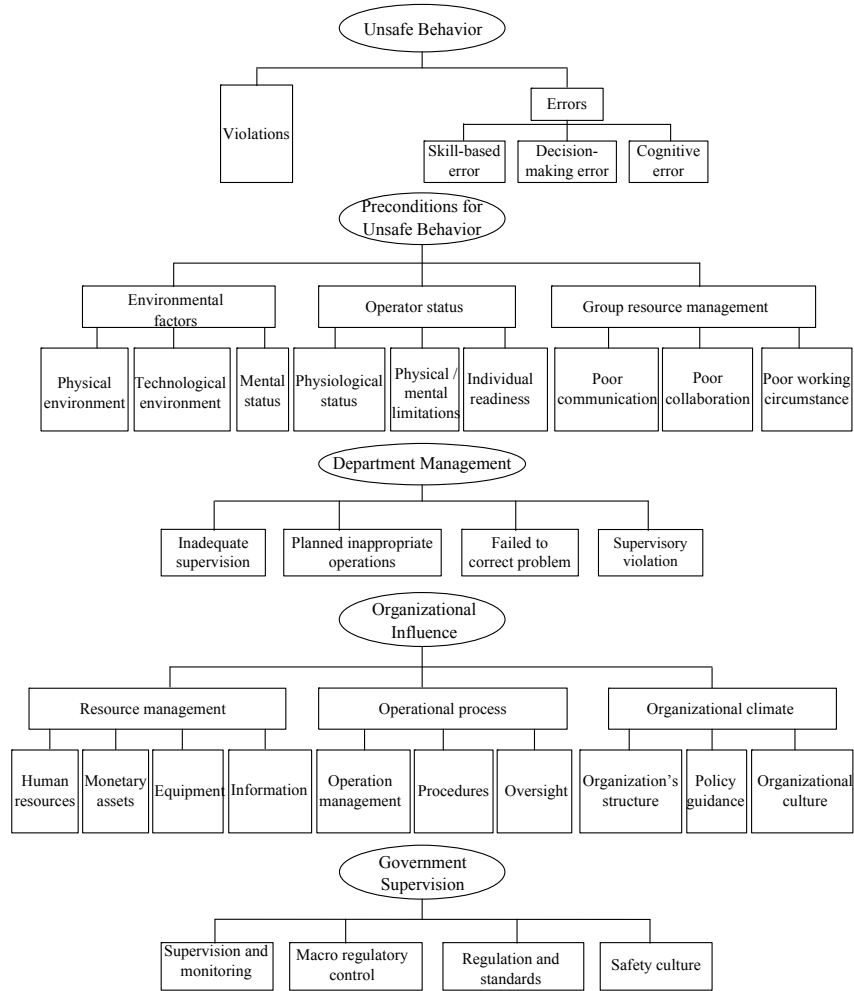 Unsafe Behavior
Violations
Errors
Skill-based
error
Decision-
making error
Cognitive
error
Preconditions for
Unsafe Behavior
Environmental
factors
Operator status
Group resource management
Physical
environment
Technological
environment
Mental
status
Physiological
status
Physical /
mental
limitations
Individual
readiness
Poor
communication
Poor
collaboration
Poor working
circumstance
Department Management
Inadequate
supervision
Planned inappropriate
operations
Failed to
correct problem
Supervisory
violation
Organizational
Influence
Resource management
Operational process
Organizational climate
Human
resources
Monetary
assets
Equipment
Information
Operation
management
Procedures
Oversight
Organization’s
structure
Policy
guidance
Organizational
culture
Government
Supervision
Supervision and
monitoring
Macro regulatory
control
Regulation and
standards
Safety culture